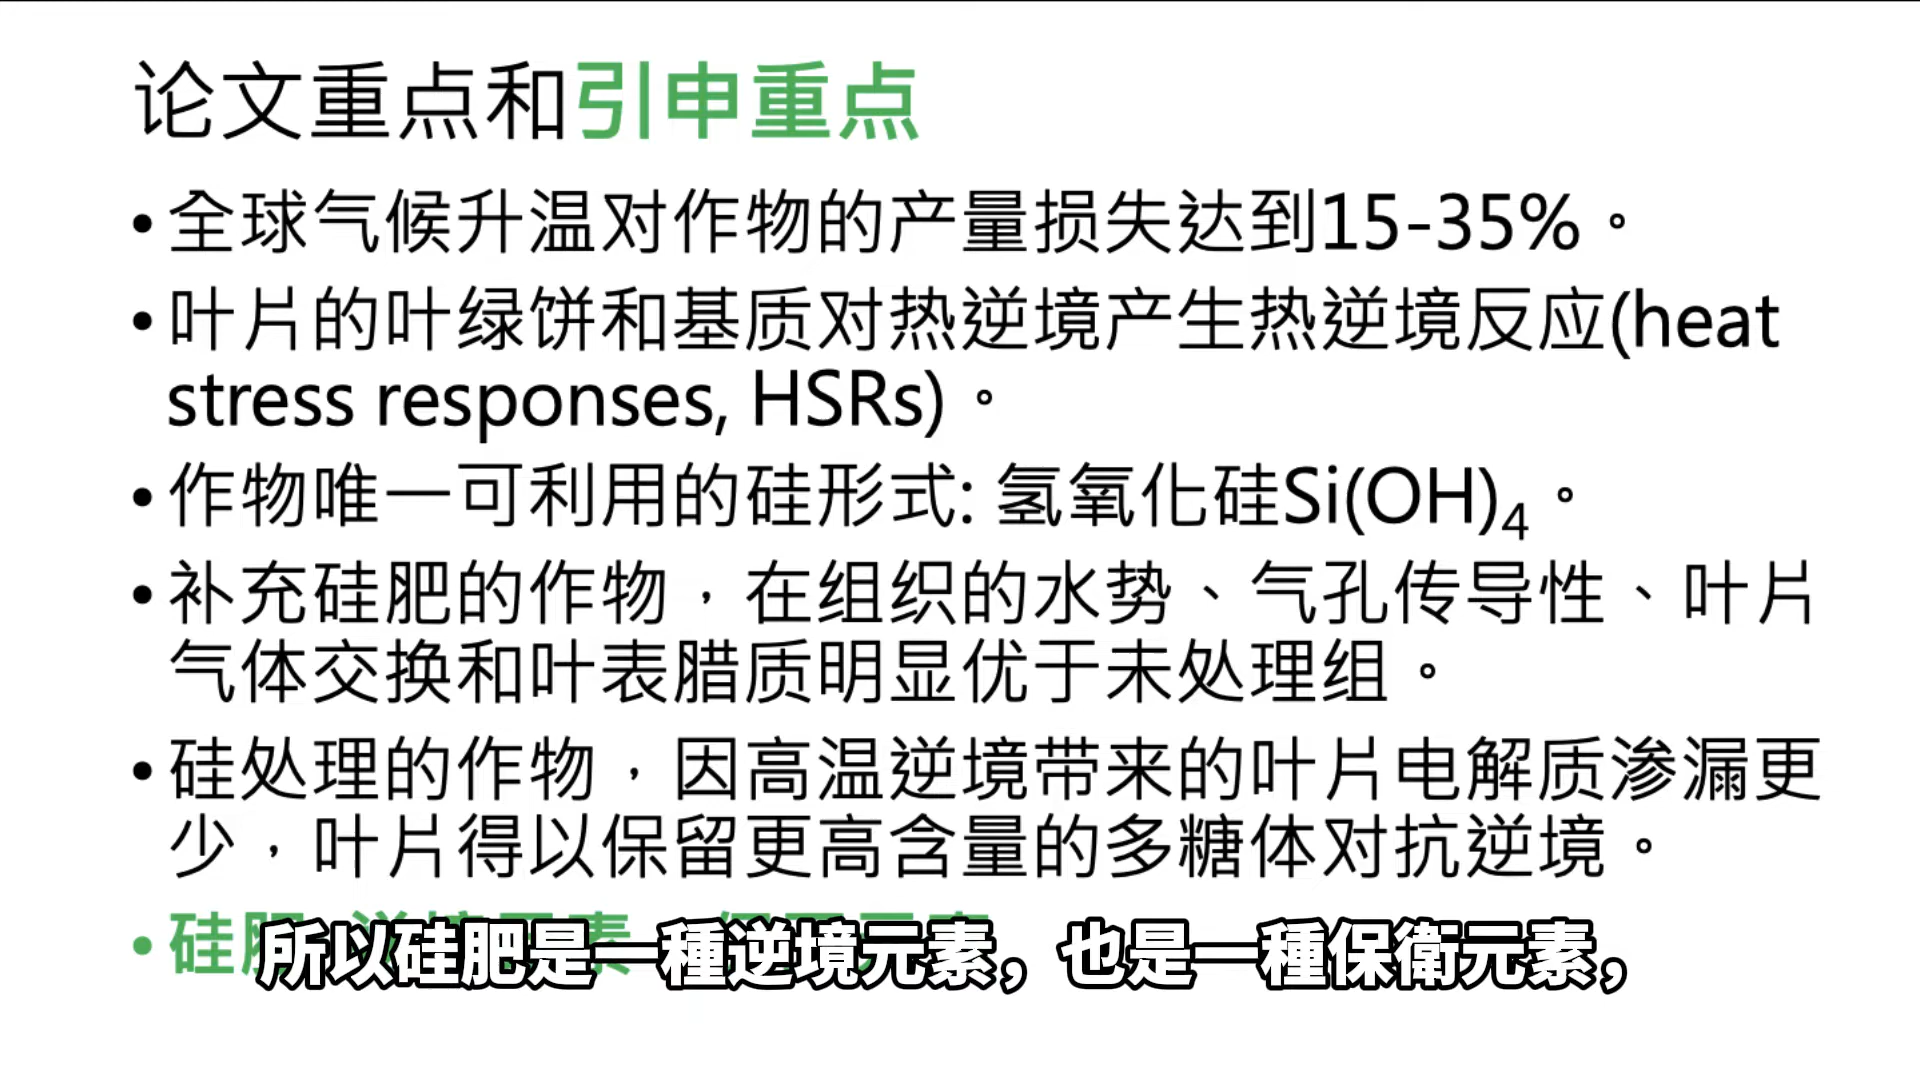 论文重点和引申重点
• 全球气候升温对作物的产量损失达到15-35%。
• 叶片的叶绿饼和基质对热逆境产生热逆境反应(heat
stress responses, HSRs)。
• 作物唯一可利用的硅形式: 氢氧化硅Si(OH)₄。
• 补充硅肥的作物，在组织的水势、气孔传导性、叶片
气体交换和叶表腊质明显优于未处理组。
• 硅处理的作物，因高温逆境带来的叶片电解质渗漏更
少，叶片得以保留更高含量的多糖体对抗逆境。
• 硅肥
所以硅肥是一種逆境元素，也是一種保衛元素，